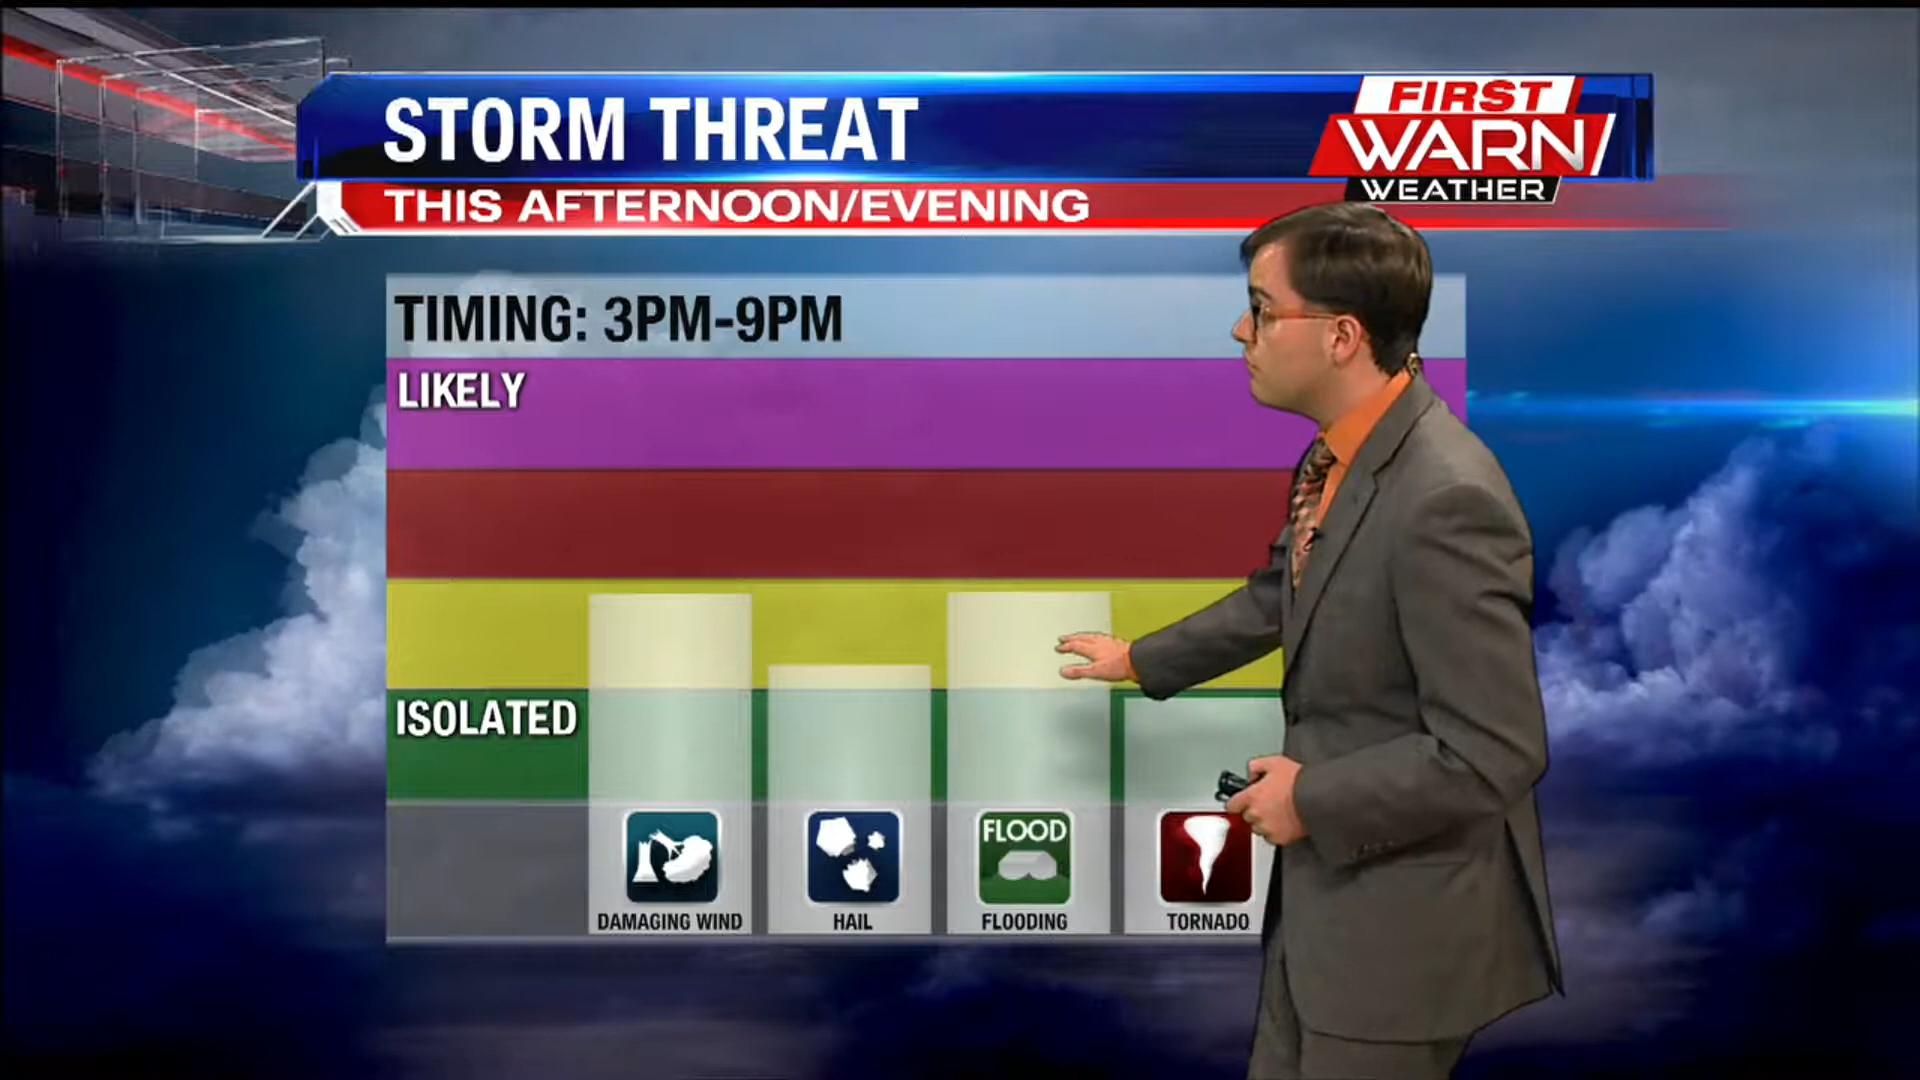 STORM THREAT
FIRST
WARN
WEATHER
THIS AFTERNOON/EVENING
TIMING: 3PM-9PM
LIKELY
ISOLATED
FLOOD
DAMAGING WIND
HAIL
FLOODING
TORNADO